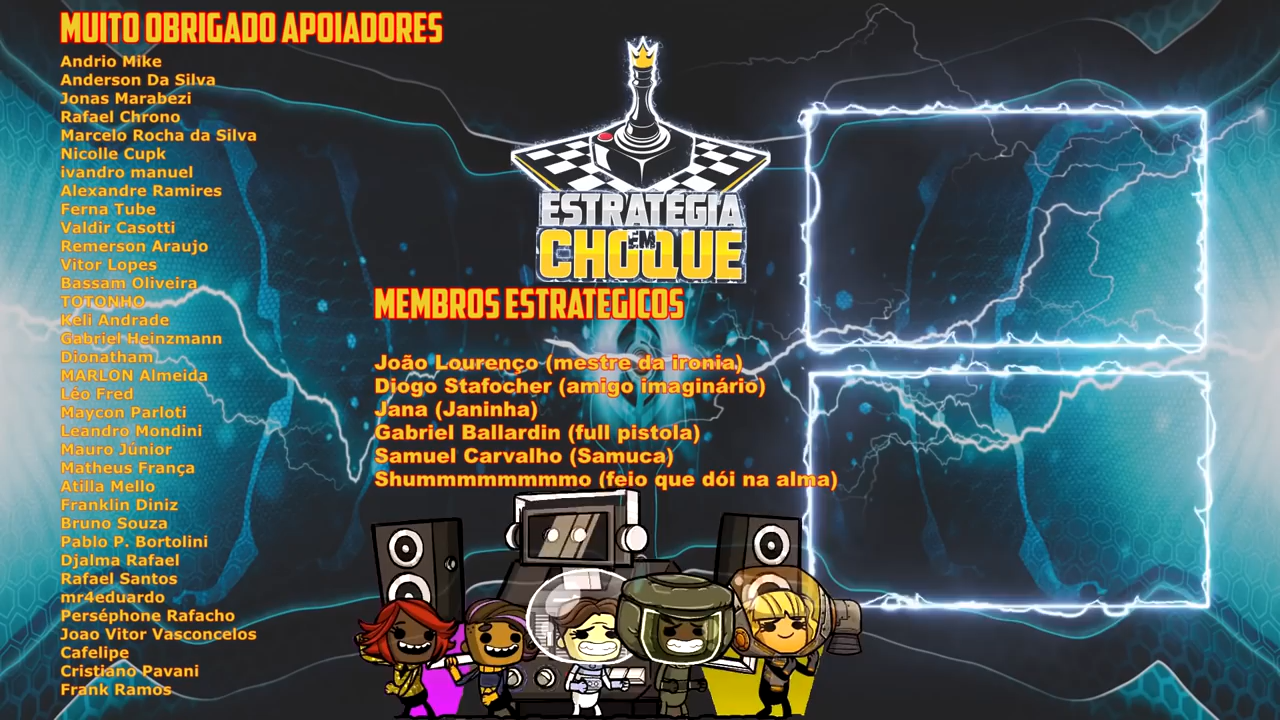 MUITO OBRIGADO APOIADORES
Andrio Mike
Anderson Da Silva
Jonas Marabezi
Rafael Chrono
Marcelo Rocha da Silva
Nicolle Cupk
ivandro manuel
Alexandre Ramires
Ferna Tube
Valdir Casotti
Remerson Araujo
Vitor Lopes
Bassam Oliveira
TOTONHO
Keli Andrade
Gabriel Heinzmann
Dionatham
MARLON Almeida
Léo Fred
Maycon Parloti
Leandro Mondini
Mauro Júnior
Matheus França
Atilla Mello
Franklin Diniz
Bruno Souza
Pablo P. Bortolini
Djalma Rafael
Rafael Santos
mr4eduardo
Perséphone Rafacho
Joao Vitor Vasconcelos
Cafelipe
Cristiano Pavani
Frank Ramos
ESTRATÉGIA
EM
CHOQUE
MEMBROS ESTRATEGICOS
João Lourenço (mestre da ironia)
Diogo Stafocher (amigo imaginário)
Jana (Janinha)
Gabriel Ballardin (full pistola)
Samuel Carvalho (Samuca)
Shummmmmmmmo (feio que dói na alma)